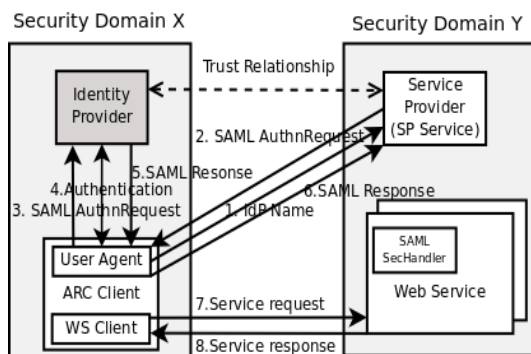 Security Domain X
Security Domain Y
Trust Relationship
Identity
Provider
Service
Provider
(SP Service)
2. SAML AuthnRequest
5.SAML Resonse
4.Authentication
6.SAML Response
3. SAML AuthnRequest
1. IdP Name
User Agent
ARC Client
WS Client
SAML
SecHandler
Web Service
7.Service request
8.Service response